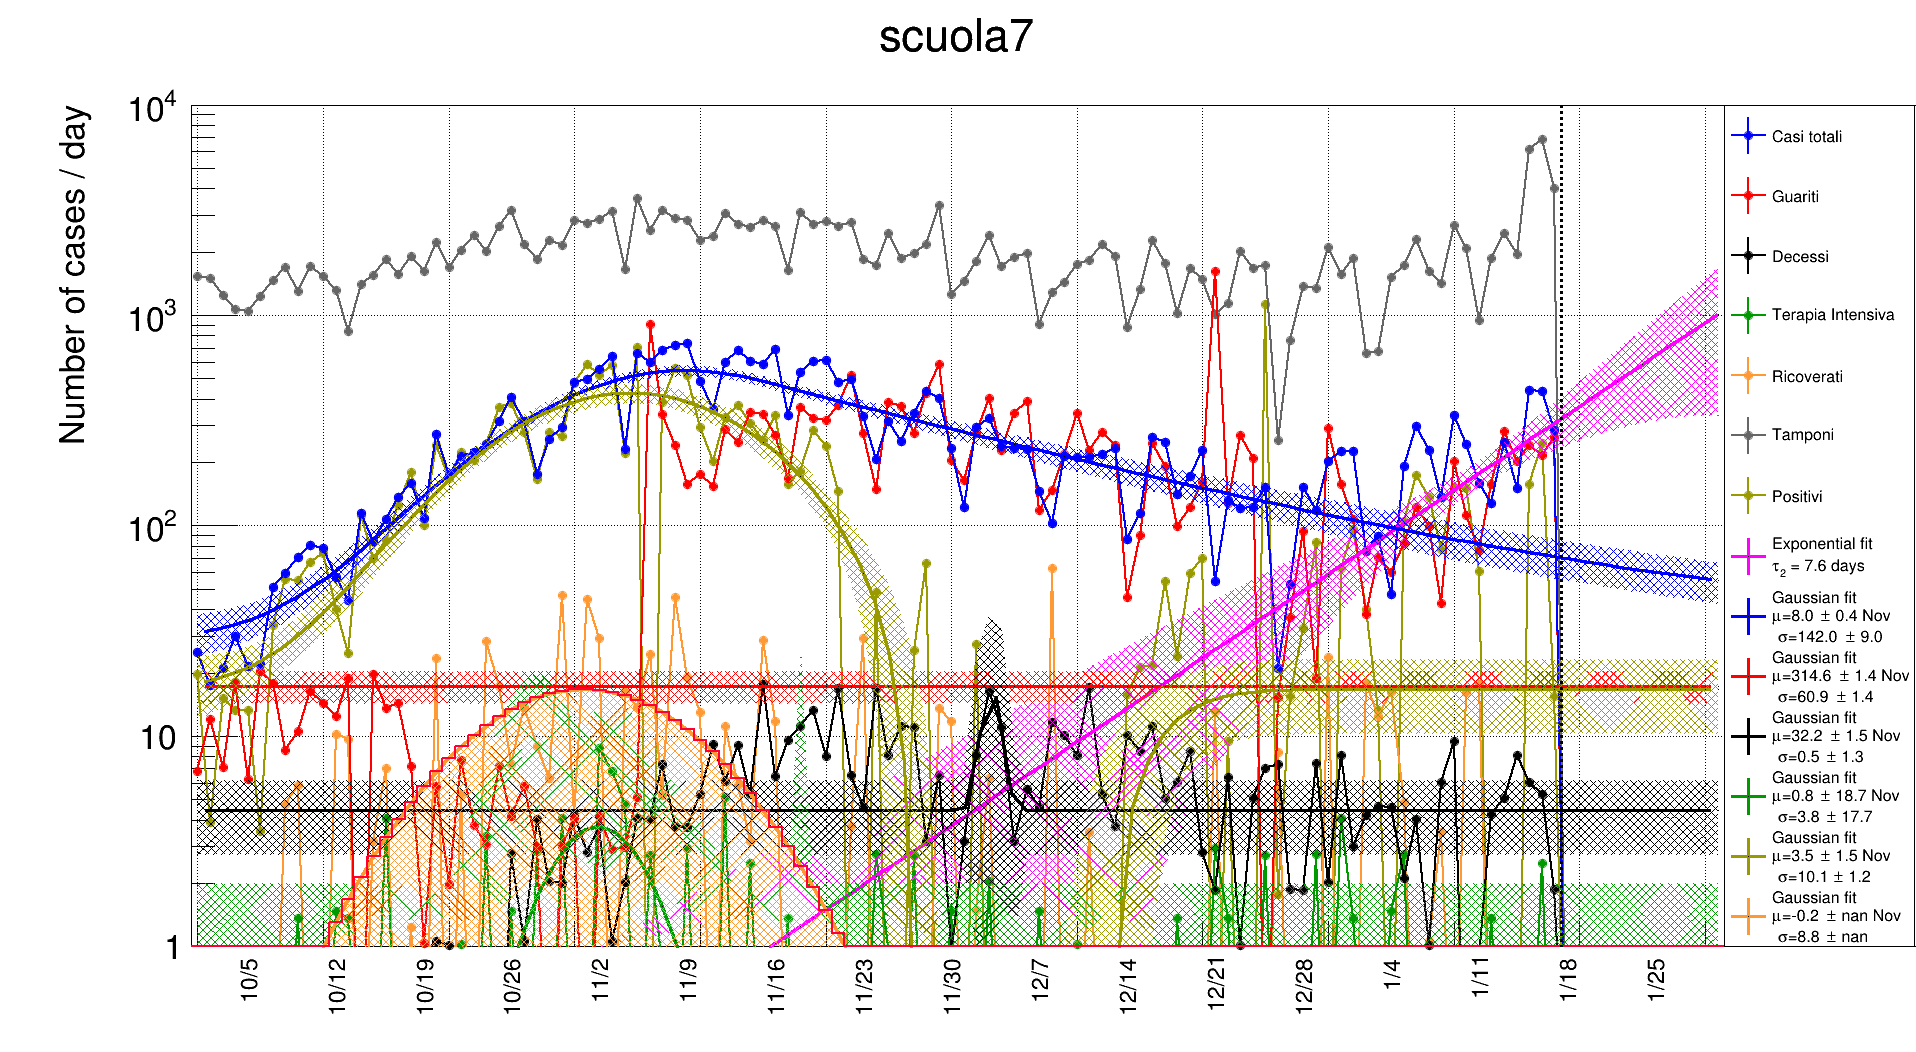 scuola7
Number of cases / day
10^4
10^3
10^2
10
1
10/5
10/12
10/19
10/26
11/2
11/9
11/16
11/23
11/30
12/7
12/14
12/21
12/28
1/4
1/11
1/18
1/25
Casi totali
Guariti
Decessi
Terapia Intensiva
Ricoverati
Tamponi
Positivi
Exponential fit
τ2 = 7.6 days
Gaussian fit
μ=8.0 ± 0.4 Nov
σ=142.0 ± 9.0
Gaussian fit
μ=314.6 ± 1.4 Nov
σ=60.9 ± 1.4
Gaussian fit
μ=32.2 ± 1.5 Nov
σ=0.5 ± 1.3
Gaussian fit
μ=0.8 ± 18.7 Nov
σ=3.8 ± 17.7
Gaussian fit
μ=3.5 ± 1.5 Nov
σ=10.1 ± 1.2
Gaussian fit
μ=-0.2 ± nan Nov
σ=8.8 ± nan